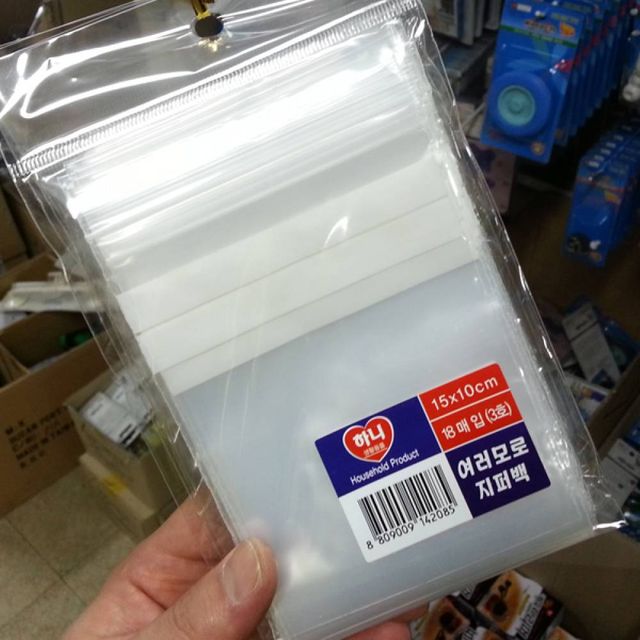 15x10cm
18매입(3호)
하니
생활용품
Household Product
여러모로
지퍼백
8 809009 142085